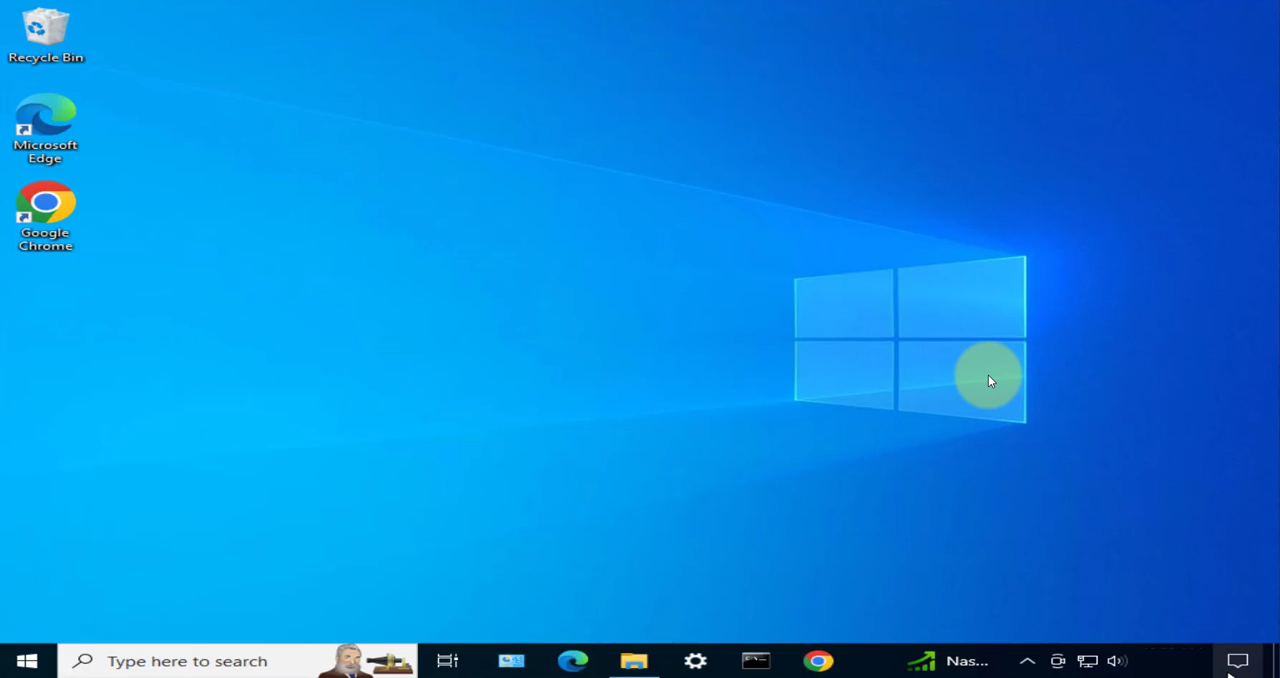 Recycle Bin
Microsoft
Edge
Google
Chrome
Type here to search
Nas...